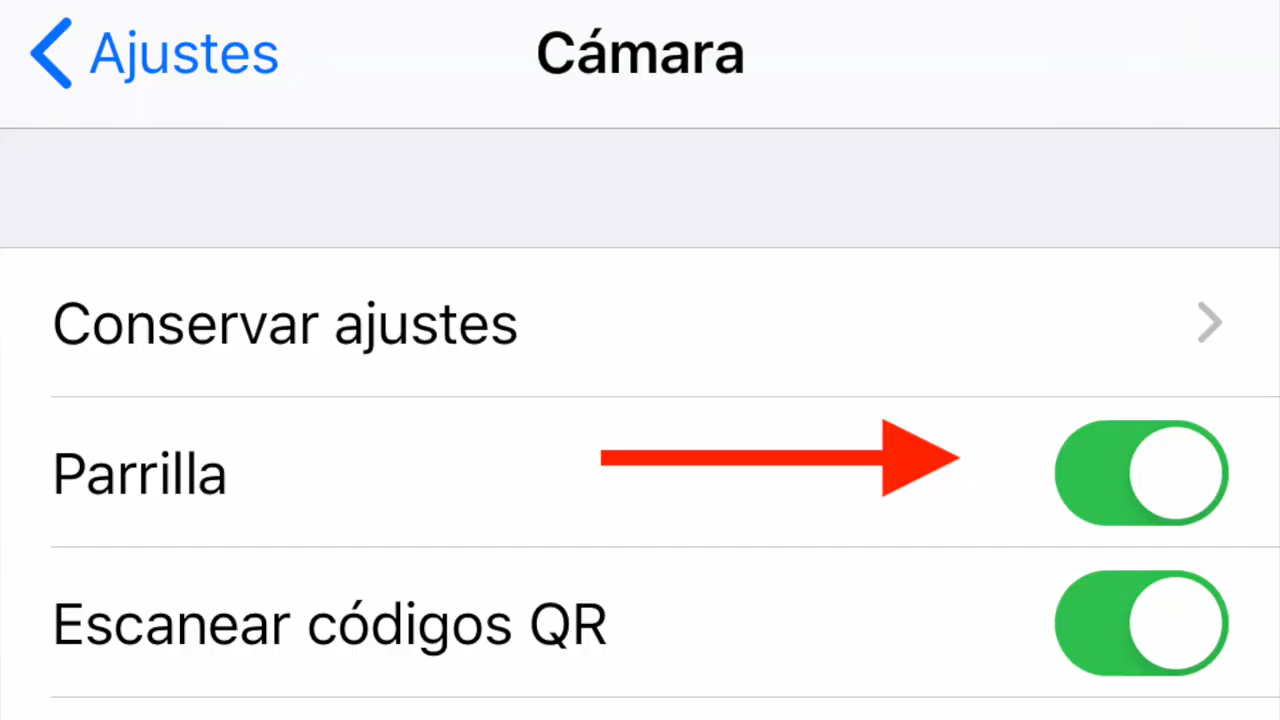 Ajustes
Cámara
Conservar ajustes
Parrilla
Escanear códigos QR